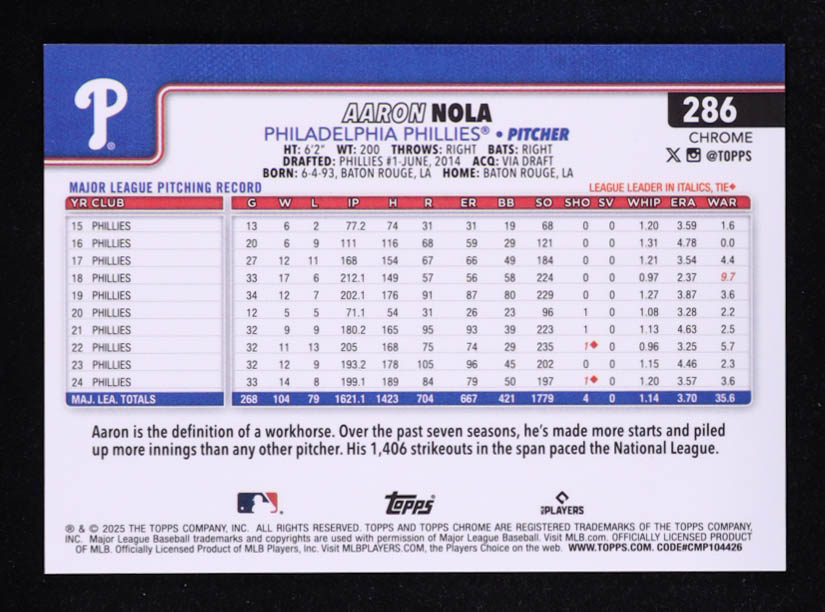 P
AARON NOLA
286
PHILADELPHIA PHILLIES® • PITCHER
CHROME
HT: 6'2" WT: 200 THROWS: RIGHT BATS: RIGHT
@TOPPS
DRAFTED: PHILLIES #1-JUNE, 2014 ACQ: VIA DRAFT
BORN: 6-4-93, BATON ROUGE, LA HOME: BATON ROUGE, LA
MAJOR LEAGUE PITCHING RECORD LEAGUE LEADER IN ITALICS, TIE♦
YR CLUB G W L IP H R ER BB SO SHO SV WHIP ERA WAR
15 PHILLIES 13 6 2 77.2 74 31 31 19 68 0 0 1.20 3.59 1.6
16 PHILLIES 20 6 9 111 116 68 59 29 121 0 0 1.31 4.78 0.0
17 PHILLIES 27 12 11 168 154 67 66 49 184 0 0 1.21 3.54 4.4
18 PHILLIES 33 17 6 212.1 149 57 56 58 224 0 0 0.97 2.37 9.7
19 PHILLIES 34 12 7 202.1 176 91 87 80 229 0 0 1.27 3.87 3.6
20 PHILLIES 12 5 5 71.1 54 31 26 23 96 1 0 1.08 3.28 2.2
21 PHILLIES 32 9 9 180.2 165 95 93 39 223 1 0 1.13 4.63 2.5
22 PHILLIES 32 11 13 205 168 75 74 29 235 1♦ 0 0.96 3.25 5.7
23 PHILLIES 32 12 9 193.2 178 105 96 45 202 0 0 1.15 4.46 2.3
24 PHILLIES 33 14 8 199.1 189 84 79 50 197 1♦ 0 1.20 3.57 3.6
MAJ. LEA. TOTALS 268 104 79 1621.1 1423 704 667 421 1779 4 0 1.14 3.70 35.6
Aaron is the definition of a workhorse. Over the past seven seasons, he's made more starts and piled
up more innings than any other pitcher. His 1,406 strikeouts in the span paced the National League.
Topps® PLAYERS
® & © 2025 THE TOPPS COMPANY, INC. ALL RIGHTS RESERVED. TOPPS AND TOPPS CHROME ARE REGISTERED TRADEMARKS OF THE TOPPS COMPANY,
INC. Major League Baseball trademarks and copyrights are used with permission of Major League Baseball. Visit MLB.com. OFFICIALLY LICENSED PRODUCT
OF MLB. Officially Licensed Product of MLB Players, Inc. Visit MLBPLAYERS.COM, the Players Choice on the web. WWW.TOPPS.COM. CODE#CMP104426